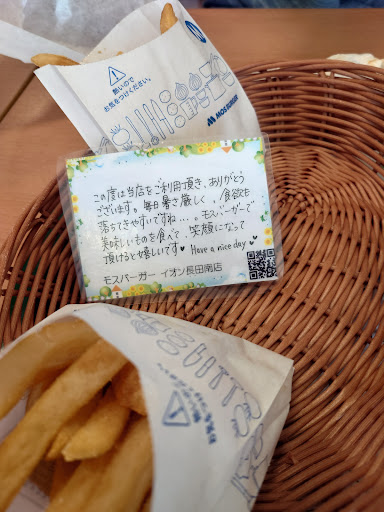 熱いので
お気をつけください。
MOS BURGER
この度は当店をご利用頂き、ありがとう
ございます。毎日暑さ厳しく、食欲も
落ちてきやすいですね...。モスバーガーで
美味しいものを食べて、笑顔になって
頂けると嬉しいです♥ Have a nice day♥
モスバーガー イオン長田南店